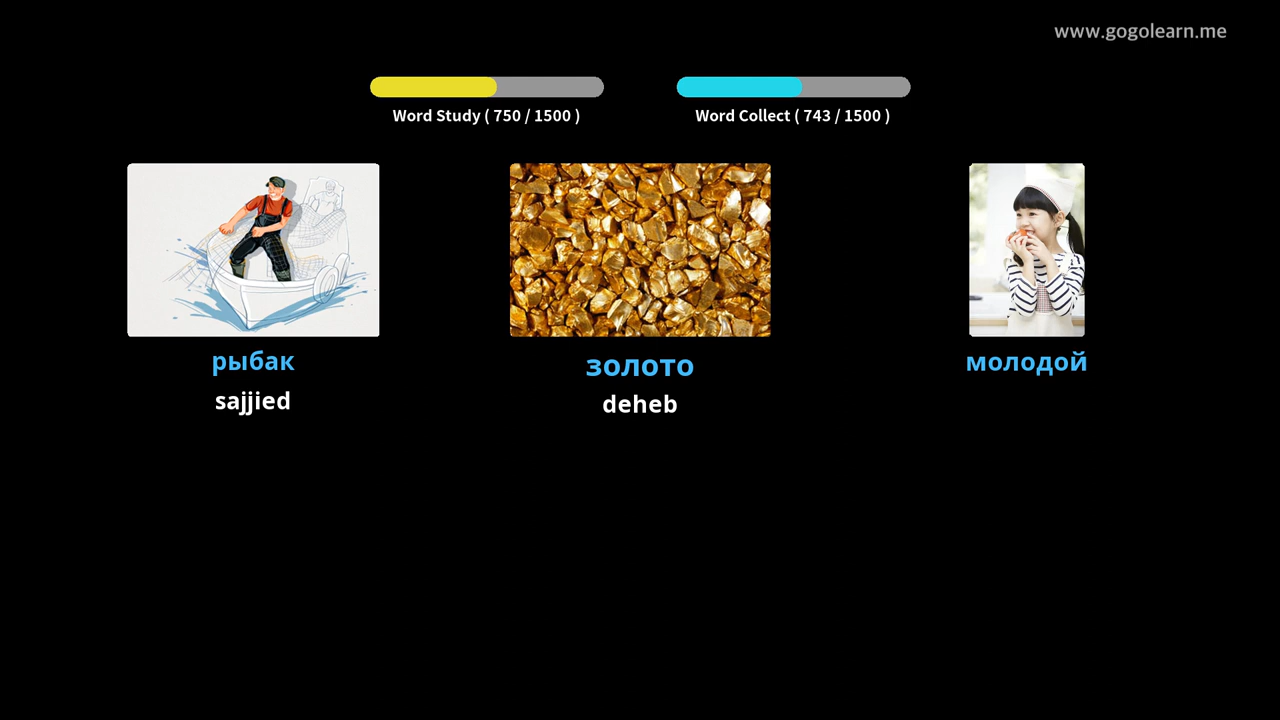 www.gogolearn.me
Word Study ( 750 / 1500 )
Word Collect ( 743 / 1500 )
рыбак
золото
молодой
sajjied
deheb